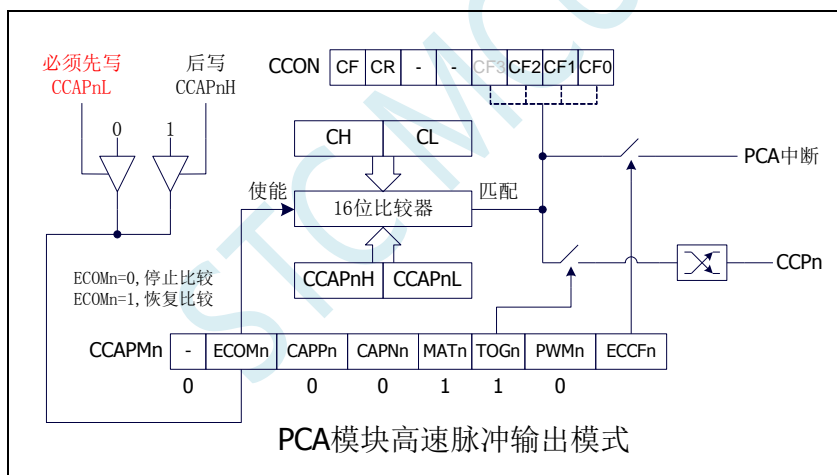 必须先写 后写
CCAPnL CCAPnH
CCON CF CR - - CF3 CF2 CF1 CF0
0 1
CH CL
PCA中断
使能 16位比较器 匹配
CCAPnH CCAPnL
CCPn
ECOMn=0,停止比较
ECOMn=1,恢复比较
CCAPMn - ECOMn CAPPn CAPNn MATn TOGn PWMn ECCFn
0 0 0 1 1 0
PCA模块高速脉冲输出模式
STC MCU